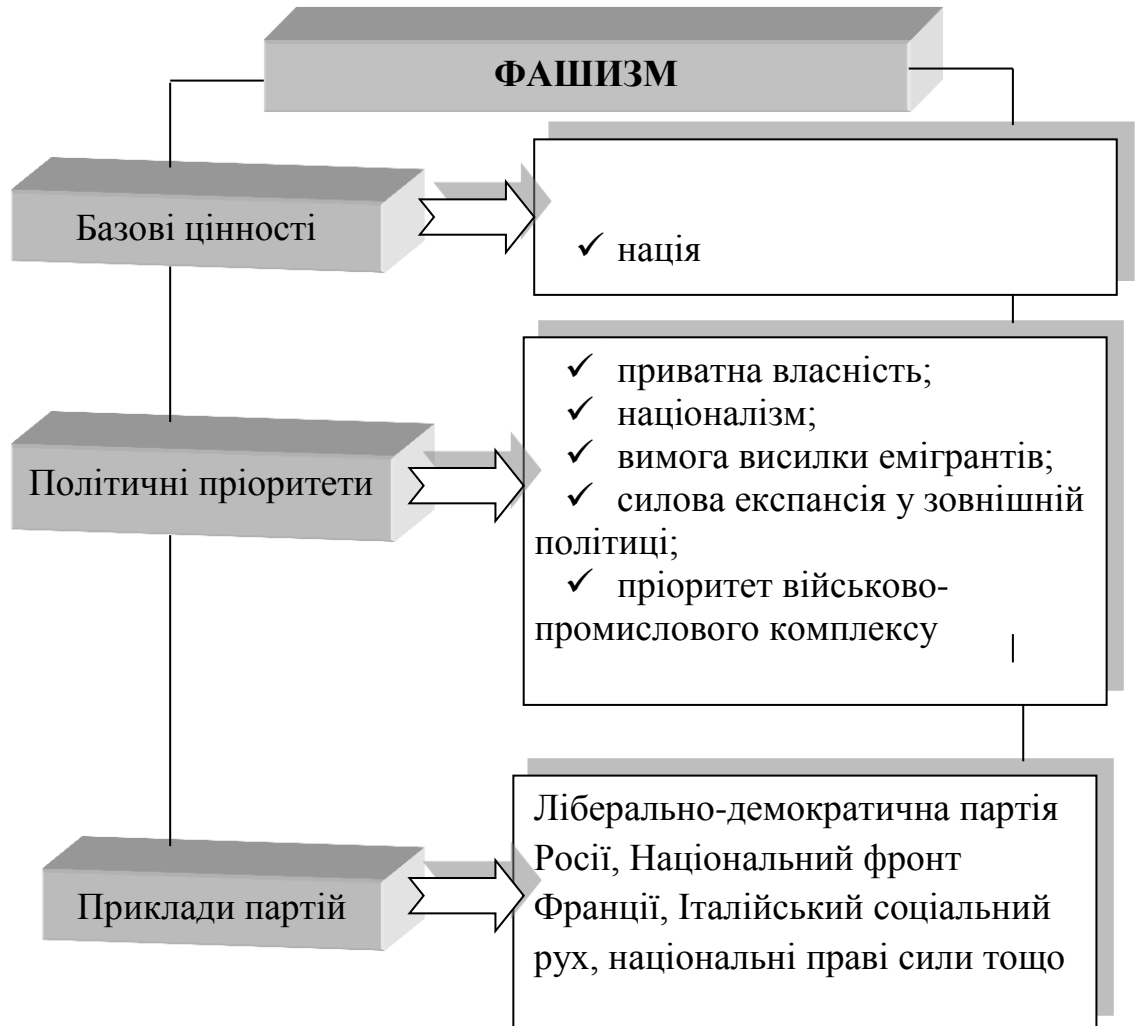 ФАШИЗМ
Базові цінності
✓ нація
Політичні пріоритети
✓ приватна власність;
✓ націоналізм;
✓ вимога висилки емігрантів;
✓ силова експансія у зовнішній
політиці;
✓ пріоритет військово-
промислового комплексу
Приклади партій
Ліберально-демократична партія
Росії, Національний фронт
Франції, Італійський соціальний
рух, національні праві сили тощо